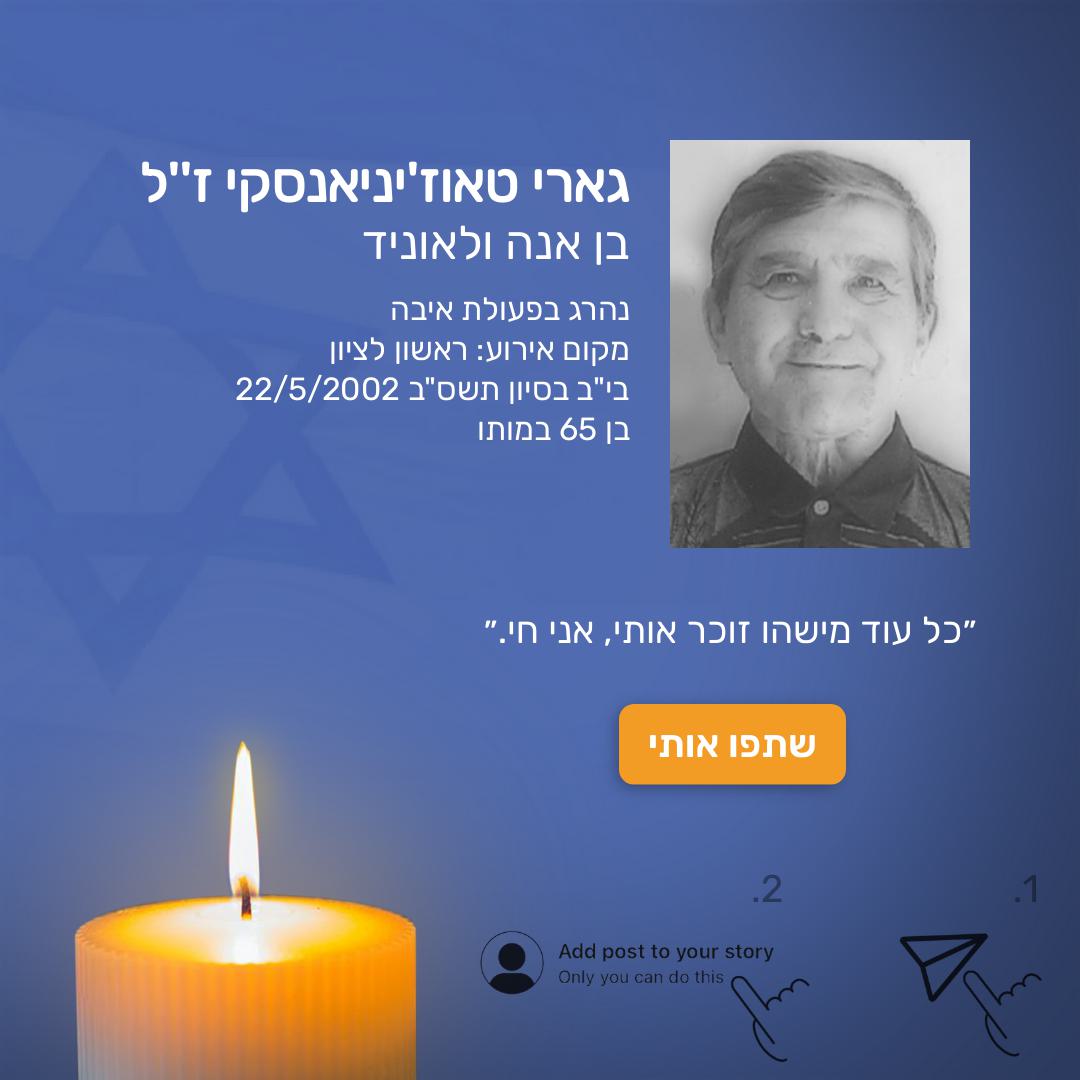 גארי טאוז'יניאנסקי ז"ל
בן אנה ולאוניד
נהרג בפעולת איבה
מקום אירוע: ראשון לציון
בי"ב בסיון תשס"ב 22/5/2002
בן 65 במותו
״כל עוד מישהו זוכר אותי, אני חי.״
שתפו אותי
.1
.2
Add post to your story
Only you can do this